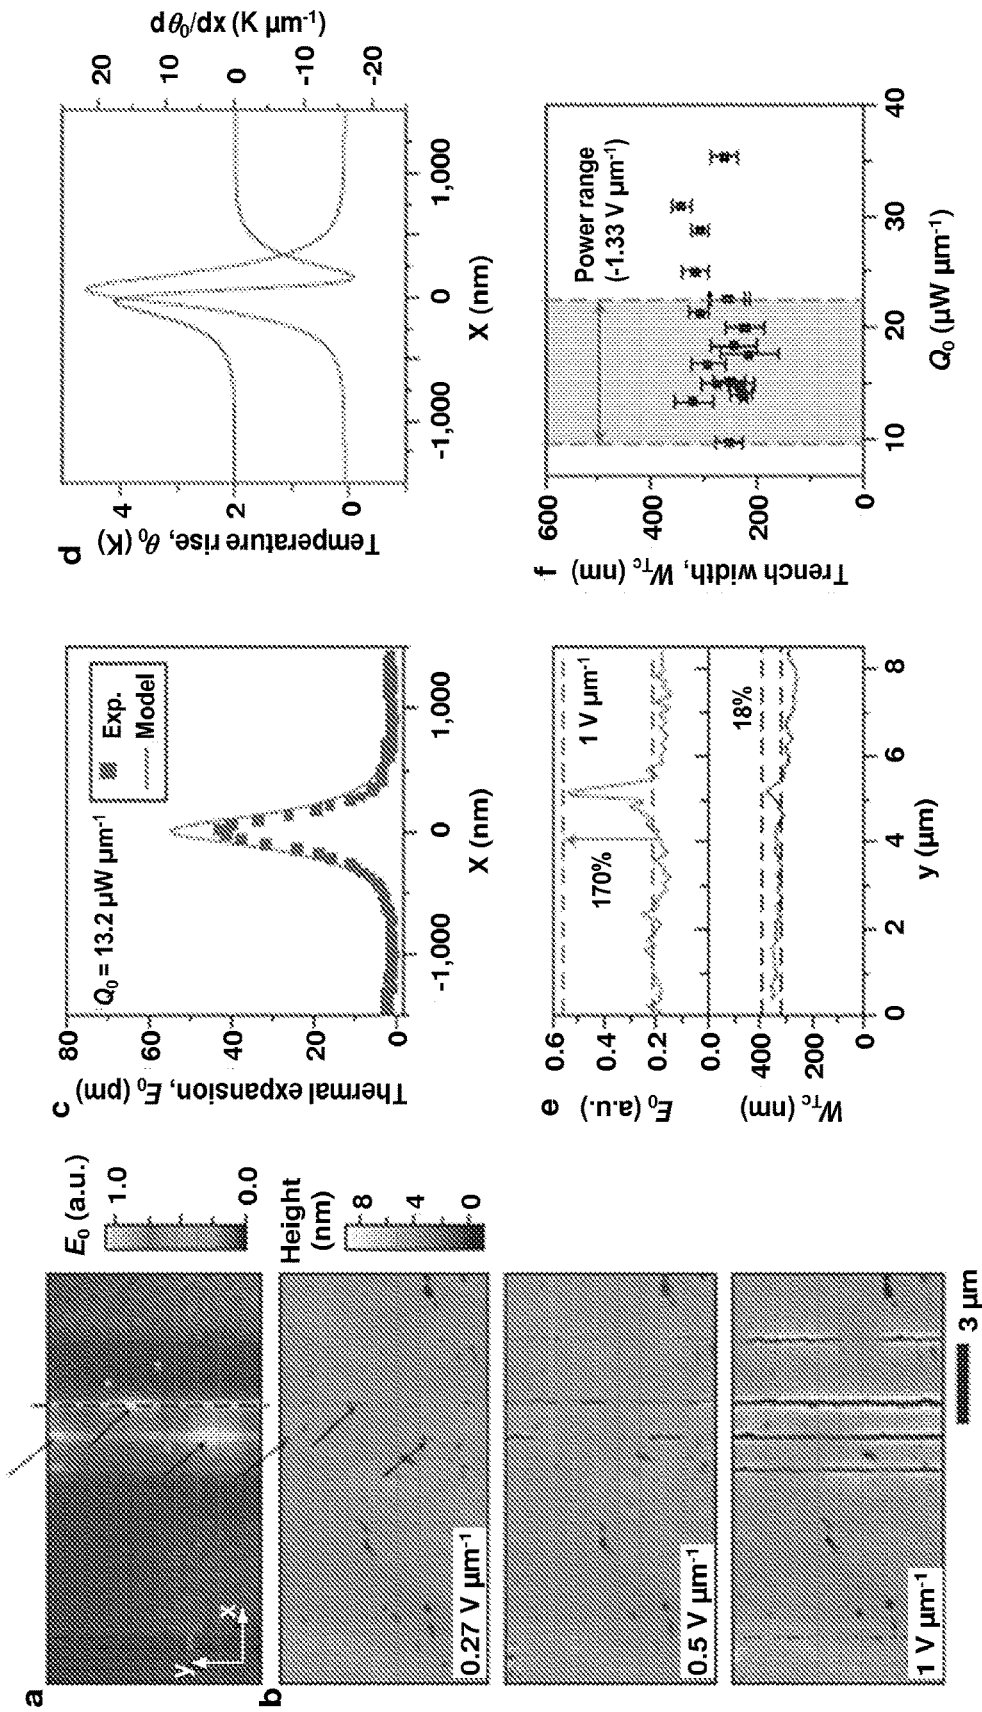 a
y
x
E₀ (a.u.)
1.0
0.0
b
0.27 V µm⁻¹
0.5 V µm⁻¹
1 V µm⁻¹
Height
(nm)
8
4
0
3 µm
c
Thermal expansion, E₀ (pm)
80
60
40
20
0
Q₀ = 13.2 µW µm⁻¹
Exp.
Model
-1,000
0
1,000
X (nm)
d
Temperature rise, θ₀ (K)
4
2
0
dθ₀/dx (K µm⁻¹)
20
10
0
-10
-20
-1,000
0
1,000
X (nm)
e
E₀ (a.u.)
0.6
0.4
0.2
0.0
170%
1 V µm⁻¹
W_Tc (nm)
400
200
0
18%
0
2
4
6
8
y (µm)
f
Trench width, W_Tc (nm)
600
400
200
0
Power range
(-1.33 V µm⁻¹)
10
20
30
40
Q₀ (µW µm⁻¹)